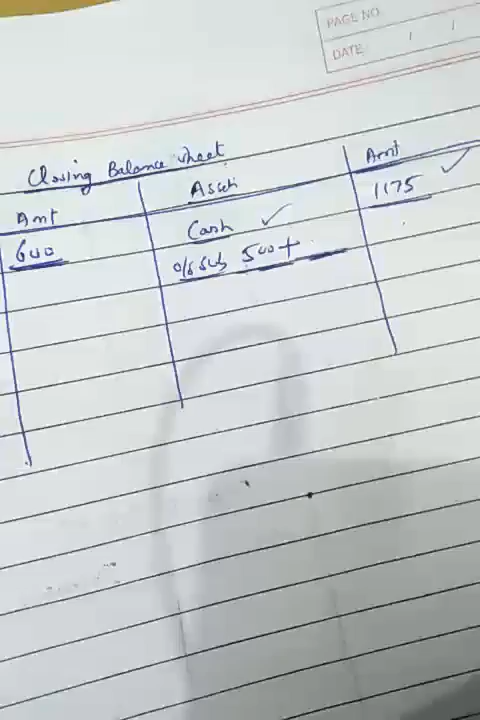 PAGE NO.
DATE: / /
Closing Balance sheet
Amt Assets Amt
600 Cash ✓ 1175 ✓
o/s sub 500+